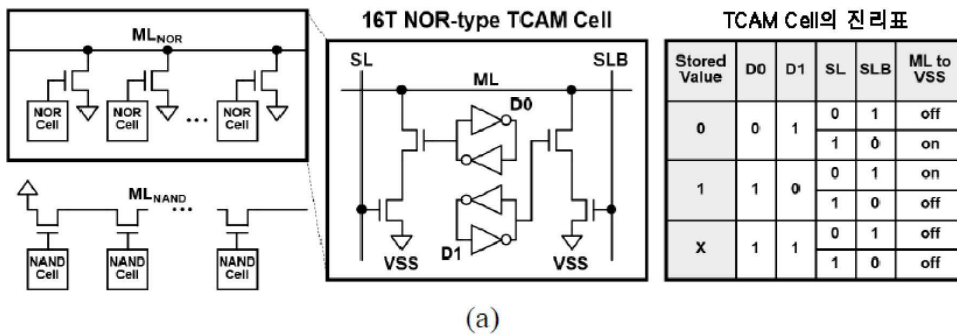 16T NOR-type TCAM Cell
TCAM Cell의 진리표
ML_NOR
NOR Cell
NOR Cell
...
NOR Cell
ML_NAND
...
NAND Cell
NAND Cell
NAND Cell
SL
SLB
ML
D0
D1
VSS
VSS
Stored Value D0 D1 SL SLB ML to VSS
0 0 1 0 1 off
1 0 on
1 1 0 0 1 on
1 0 off
X 1 1 0 1 off
1 0 off
(a)